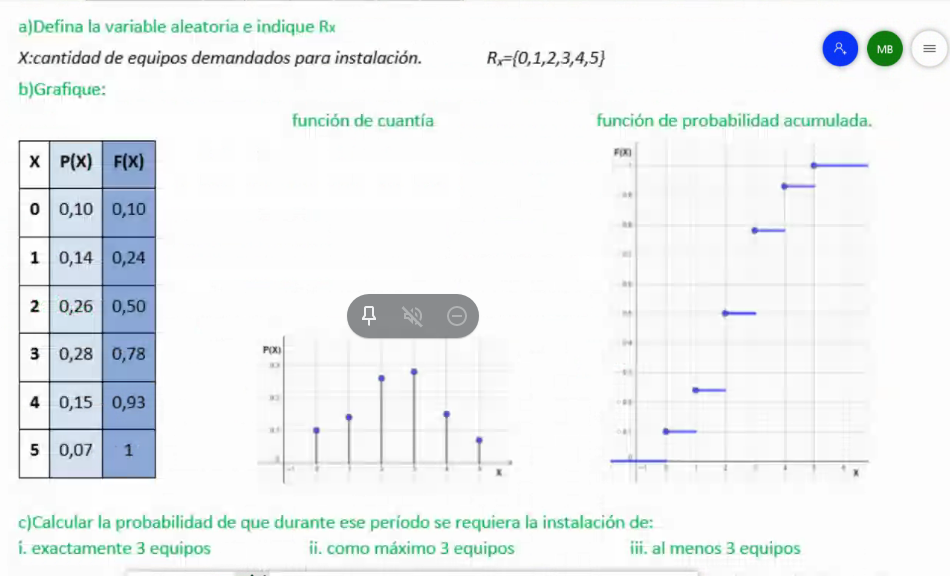 a)Defina la variable aleatoria e indique Rx
X:cantidad de equipos demandados para instalación. Rx={0,1,2,3,4,5}
MB
b)Grafique:
función de cuantía función de probabilidad acumulada.
X P(X) F(X)
0 0,10 0,10
1 0,14 0,24
2 0,26 0,50
3 0,28 0,78
4 0,15 0,93
5 0,07 1
P(X)
X
F(X)
X
c)Calcular la probabilidad de que durante ese período se requiera la instalación de:
i. exactamente 3 equipos ii. como máximo 3 equipos iii. al menos 3 equipos